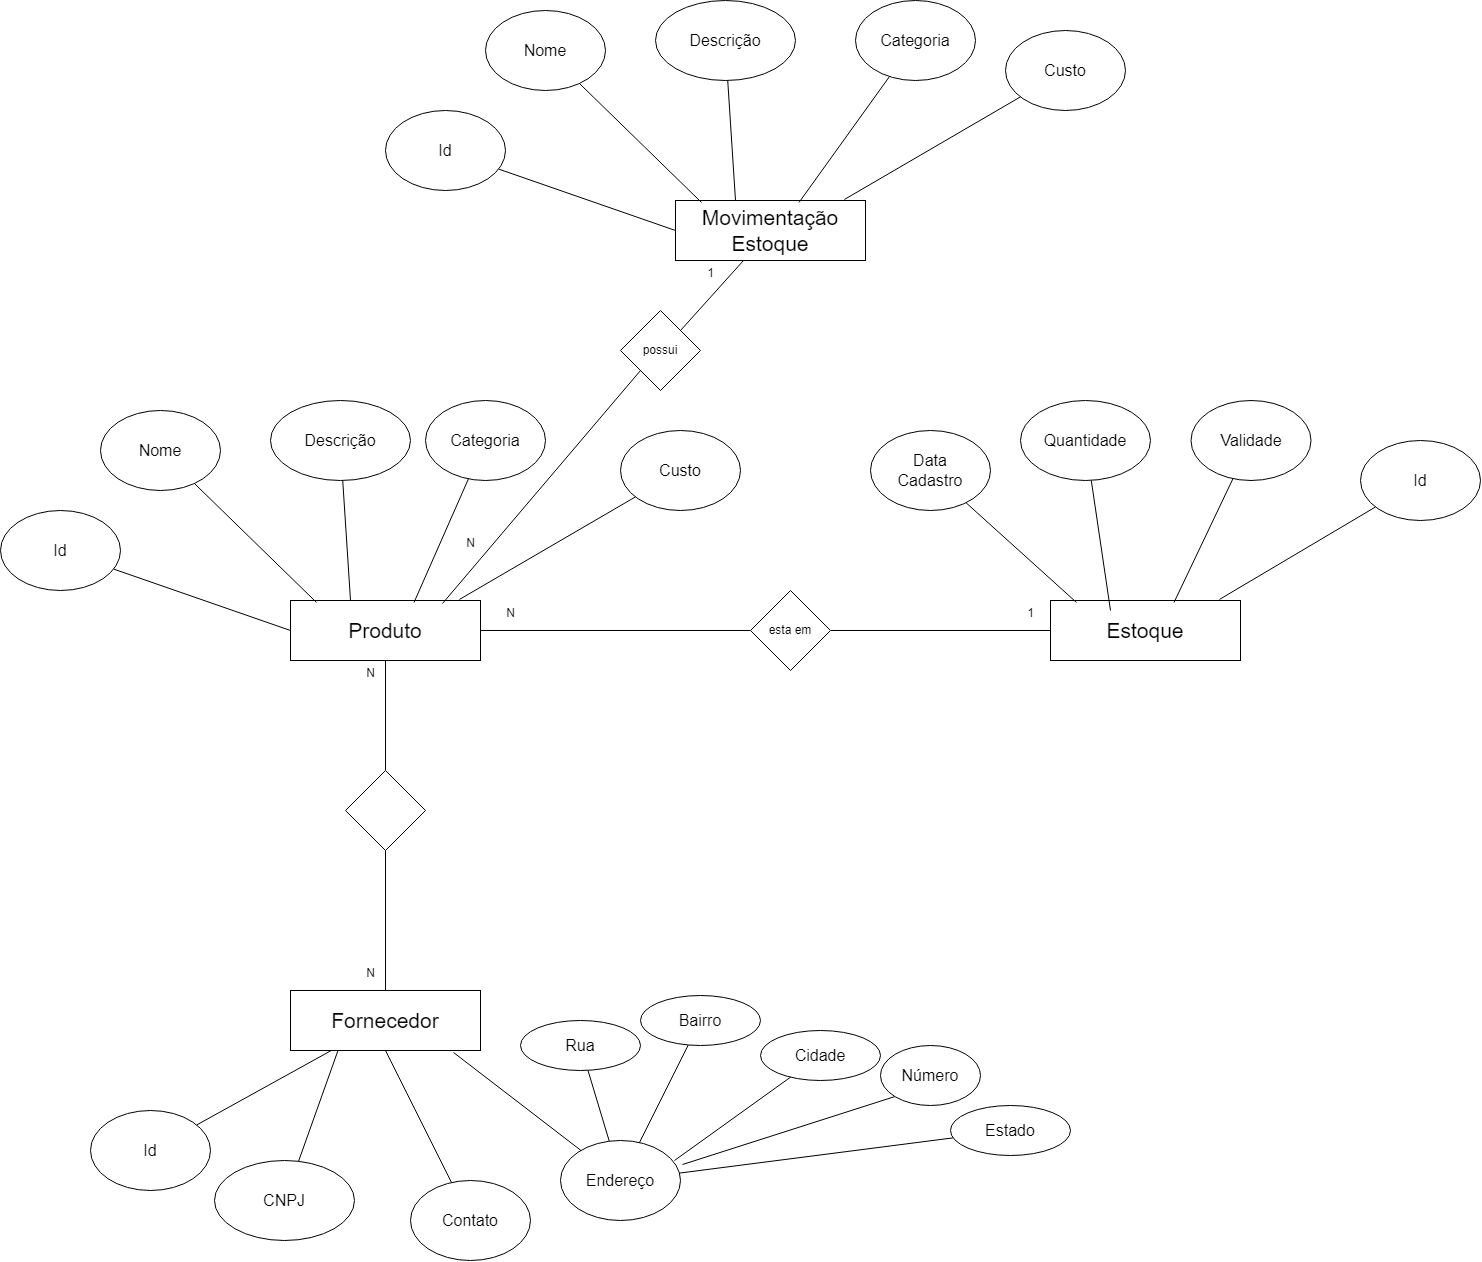 Nome
Descrição
Categoria
Custo
Id
Movimentação
Estoque
1
possui
Nome
Descrição
Categoria
Custo
Id
N
Produto
N
esta em
1
Data
Cadastro
Quantidade
Validade
Id
Estoque
N
N
Fornecedor
Id
CNPJ
Contato
Endereço
Rua
Bairro
Cidade
Número
Estado